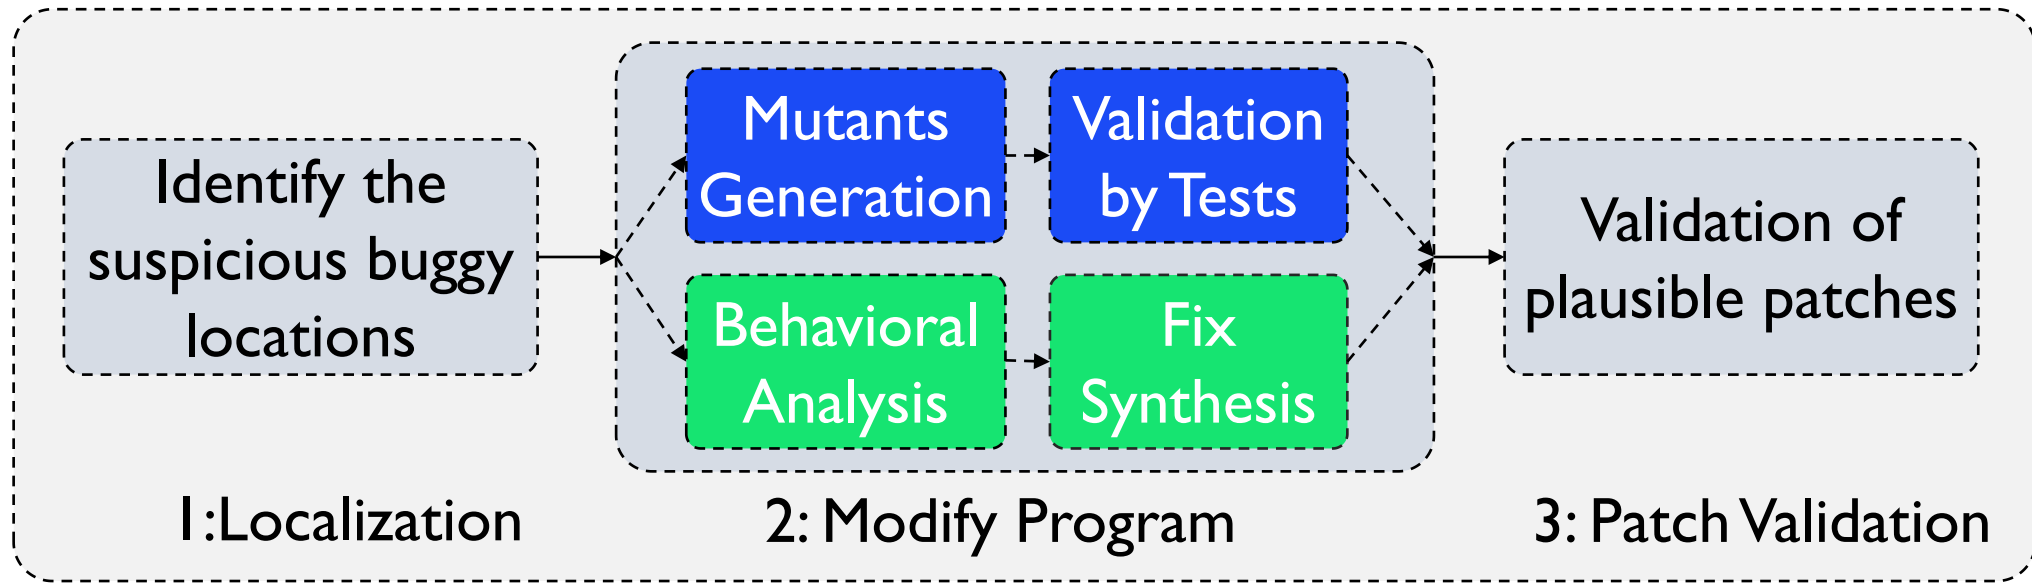 Identify the
suspicious buggy
locations
Mutants
Generation
Validation
by Tests
Behavioral
Analysis
Fix
Synthesis
Validation of
plausible patches
1:Localization
2: Modify Program
3: Patch Validation